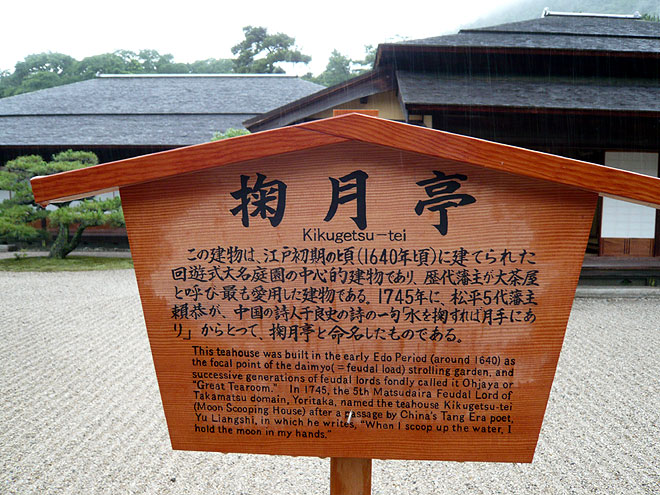 掬月亭
Kikugetsu-tei
この建物は、江戸初期の頃(1640年頃)に建てられた
回遊式大名庭園の中心的建物であり、歴代藩主が大茶屋
と呼び最も愛用した建物である。1745年に、松平5代藩主
頼恭が、中国の詩人于良史の詩の一句「水を掬すれば月手にあ
り」からとって、掬月亭と命名したものである。
This teahouse was built in the early Edo Period (around 1640) as
the focal point of the daimyo(=feudal load) strolling garden, and
successive generations of feudal lords fondly called it Ohjaya or
"Great Tearoom." In 1745, the 5th Matsudaira Feudal Lord of
Takamatsu domain, Yoritaka, named the teahouse Kikugetsu-tei
(Moon Scooping House) after a passage by China's Tang Era poet,
Yu Liangshi, in which he writes, "When I scoop up the water, I
hold the moon in my hands."